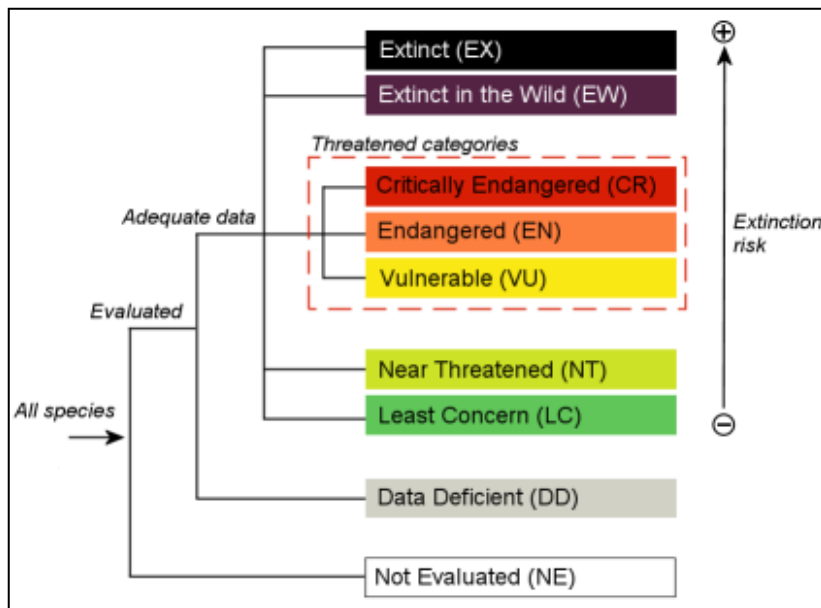 Extinct (EX)
Extinct in the Wild (EW)
Threatened categories
Critically Endangered (CR)
Adequate data
Endangered (EN)
Extinction
risk
Vulnerable (VU)
Evaluated
Near Threatened (NT)
All species
Least Concern (LC)
Data Deficient (DD)
Not Evaluated (NE)